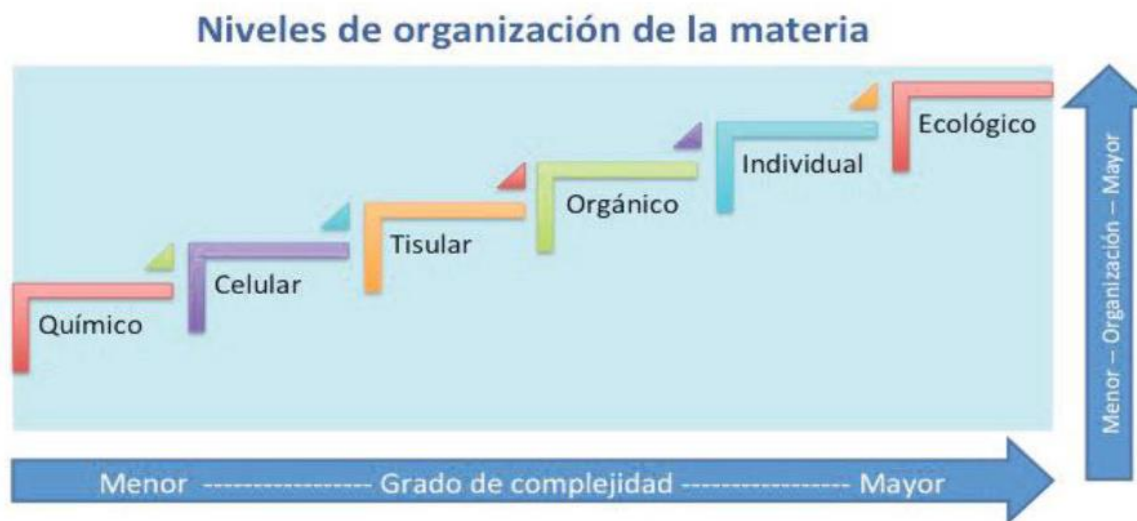 Niveles de organización de la materia
Ecológico
Individual
Orgánico
Tisular
Celular
Químico
Menor ----------------- Grado de complejidad ----------------- Mayor
Menor – Organización – Mayor